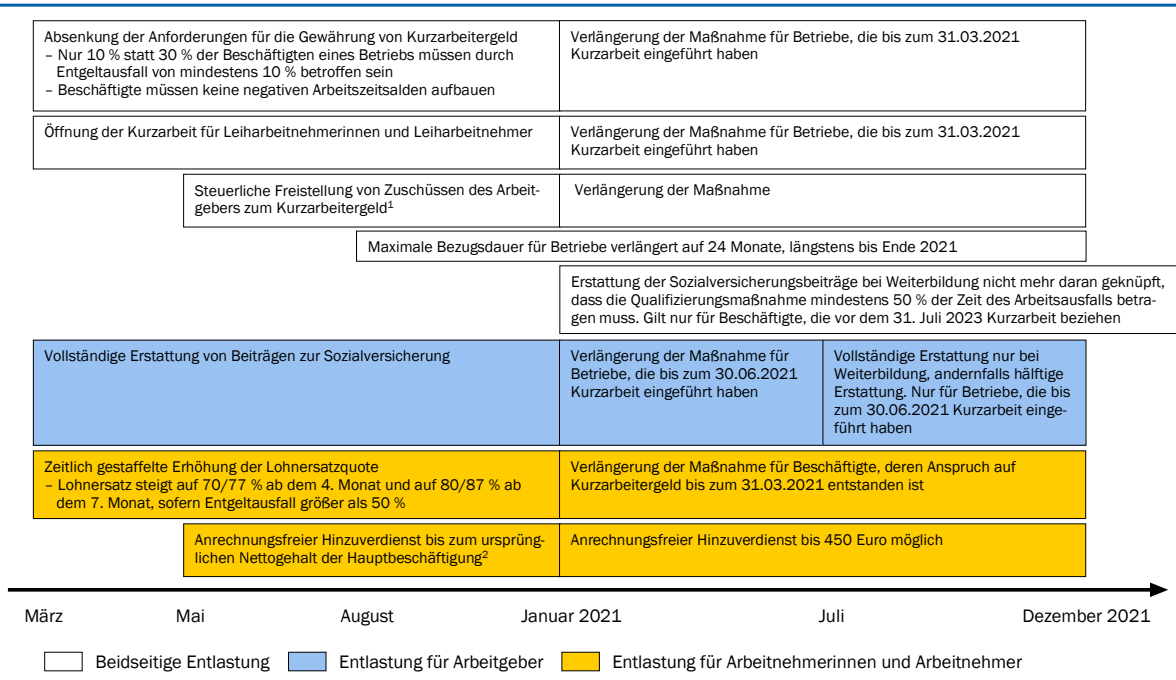 Absenkung der Anforderungen für die Gewährung von Kurzarbeitergeld
– Nur 10 % statt 30 % der Beschäftigten eines Betriebs müssen durch
Entgeltausfall von mindestens 10 % betroffen sein
– Beschäftigte müssen keine negativen Arbeitszeitsalden aufbauen
Verlängerung der Maßnahme für Betriebe, die bis zum 31.03.2021
Kurzarbeit eingeführt haben
Öffnung der Kurzarbeit für Leiharbeitnehmerinnen und Leiharbeitnehmer
Verlängerung der Maßnahme für Betriebe, die bis zum 31.03.2021
Kurzarbeit eingeführt haben
Steuerliche Freistellung von Zuschüssen des Arbeit-
gebers zum Kurzarbeitergeld¹
Verlängerung der Maßnahme
Maximale Bezugsdauer für Betriebe verlängert auf 24 Monate, längstens bis Ende 2021
Erstattung der Sozialversicherungsbeiträge bei Weiterbildung nicht mehr daran geknüpft,
dass die Qualifizierungsmaßnahme mindestens 50 % der Zeit des Arbeitsausfalls betra-
gen muss. Gilt nur für Beschäftigte, die vor dem 31. Juli 2023 Kurzarbeit beziehen
Vollständige Erstattung von Beiträgen zur Sozialversicherung
Verlängerung der Maßnahme für
Betriebe, die bis zum 30.06.2021
Kurzarbeit eingeführt haben
Vollständige Erstattung nur bei
Weiterbildung, andernfalls hälftige
Erstattung. Nur für Betriebe, die bis
zum 30.06.2021 Kurzarbeit einge-
führt haben
Zeitlich gestaffelte Erhöhung der Lohnersatzquote
– Lohnersatz steigt auf 70/77 % ab dem 4. Monat und auf 80/87 % ab
dem 7. Monat, sofern Entgeltausfall größer als 50 %
Verlängerung der Maßnahme für Beschäftigte, deren Anspruch auf
Kurzarbeitergeld bis zum 31.03.2021 entstanden ist
Anrechnungsfreier Hinzuverdienst bis zum ursprüng-
lichen Nettogehalt der Hauptbeschäftigung²
Anrechnungsfreier Hinzuverdienst bis 450 Euro möglich
März Mai August Januar 2021 Juli Dezember 2021
Beidseitige Entlastung Entlastung für Arbeitgeber Entlastung für Arbeitnehmerinnen und Arbeitnehmer